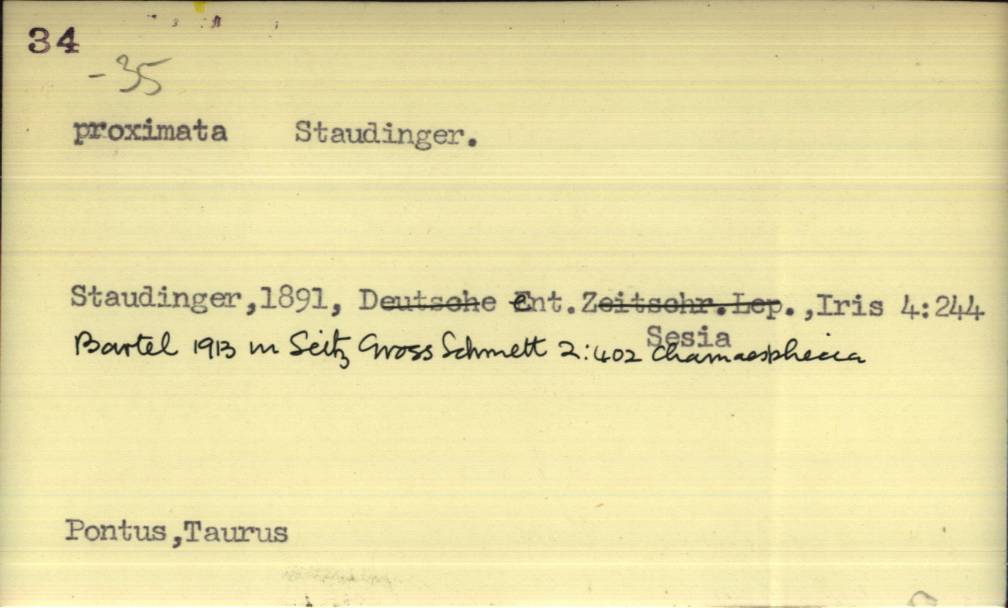 34
-35
proximata Staudinger.
Staudinger,1891, Deutsche Ent. Zeitschr. Lep.,Iris 4:244
Sesia
Bartel 1913 in Seitz Gross Schmett 2:402 Chamaesphecia
Pontus,Taurus